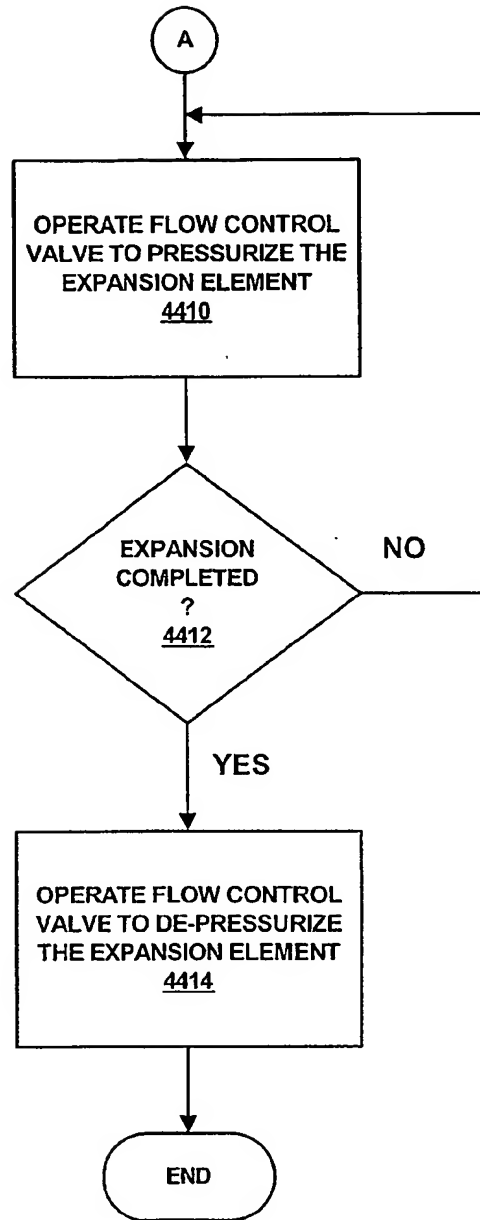 A
OPERATE FLOW CONTROL
VALVE TO PRESSURIZE THE
EXPANSION ELEMENT
4410
EXPANSION
COMPLETED
?
4412
NO
YES
OPERATE FLOW CONTROL
VALVE TO DE-PRESSURIZE
THE EXPANSION ELEMENT
4414
END